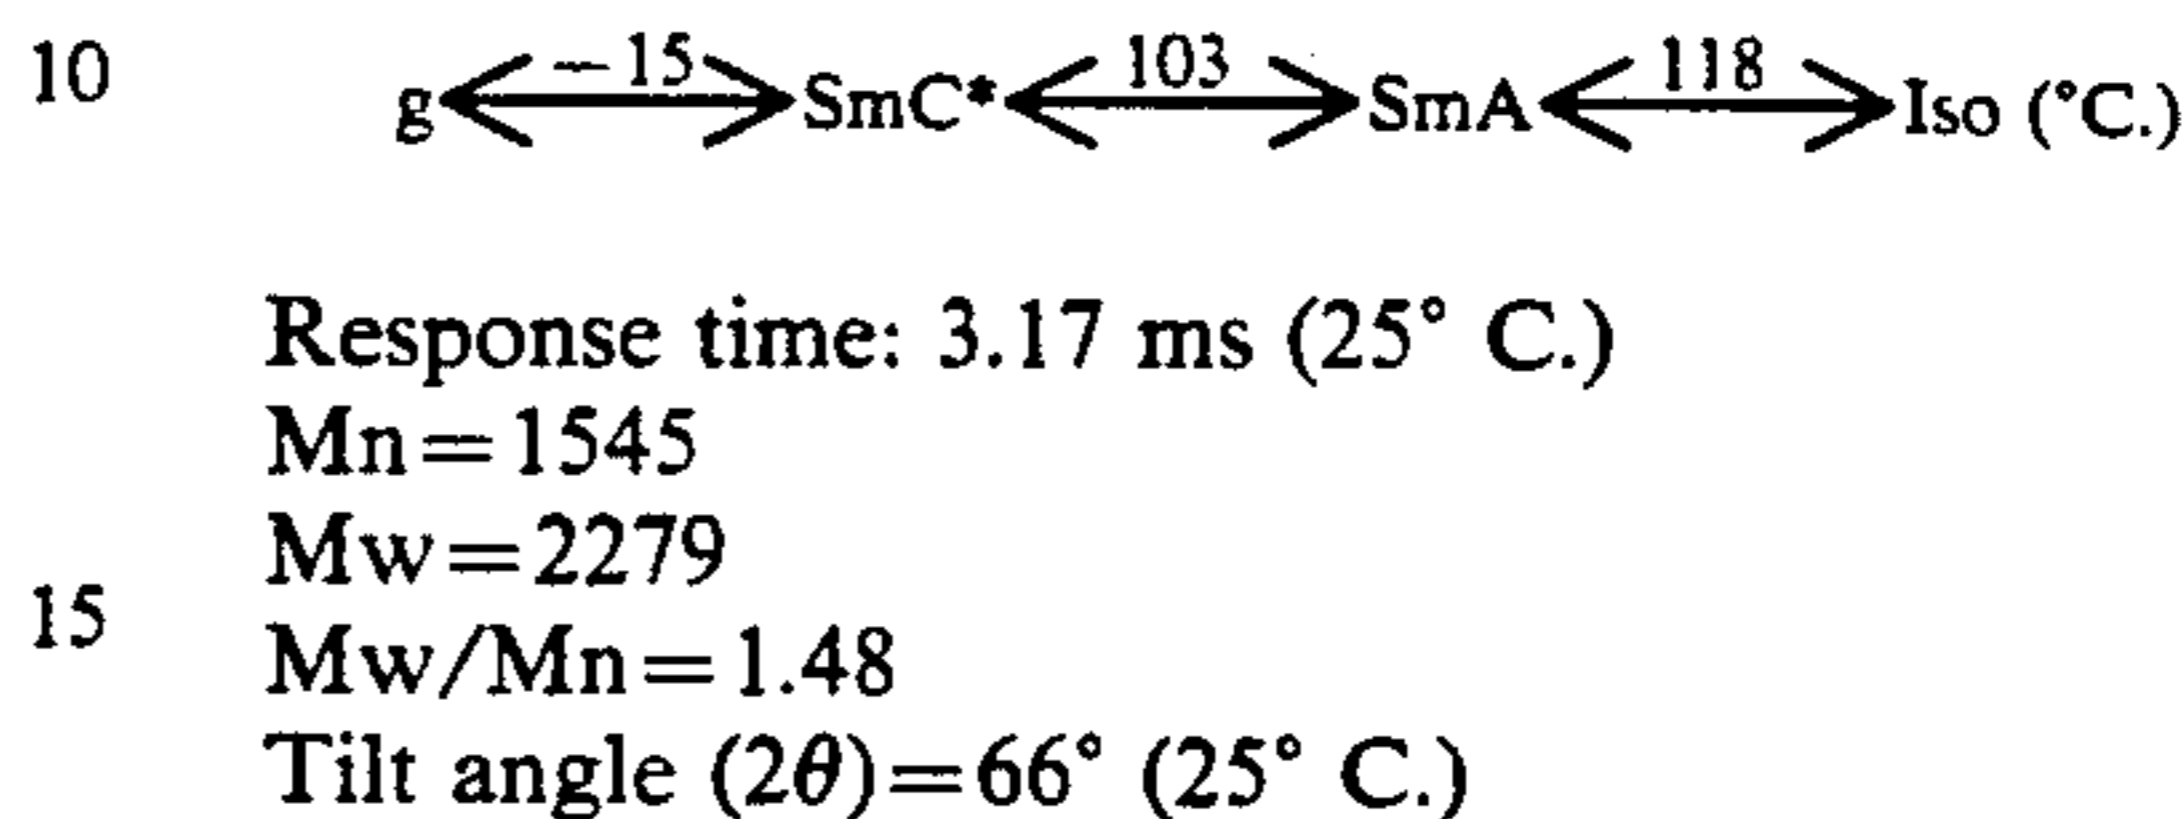 10 g <— -15 —> SmC* <— 103 —> SmA <— 118 —> Iso (°C.)
Response time: 3.17 ms (25° C.)
Mn=1545
Mw=2279
15
Mw/Mn=1.48
Tilt angle (2θ)=66° (25° C.)